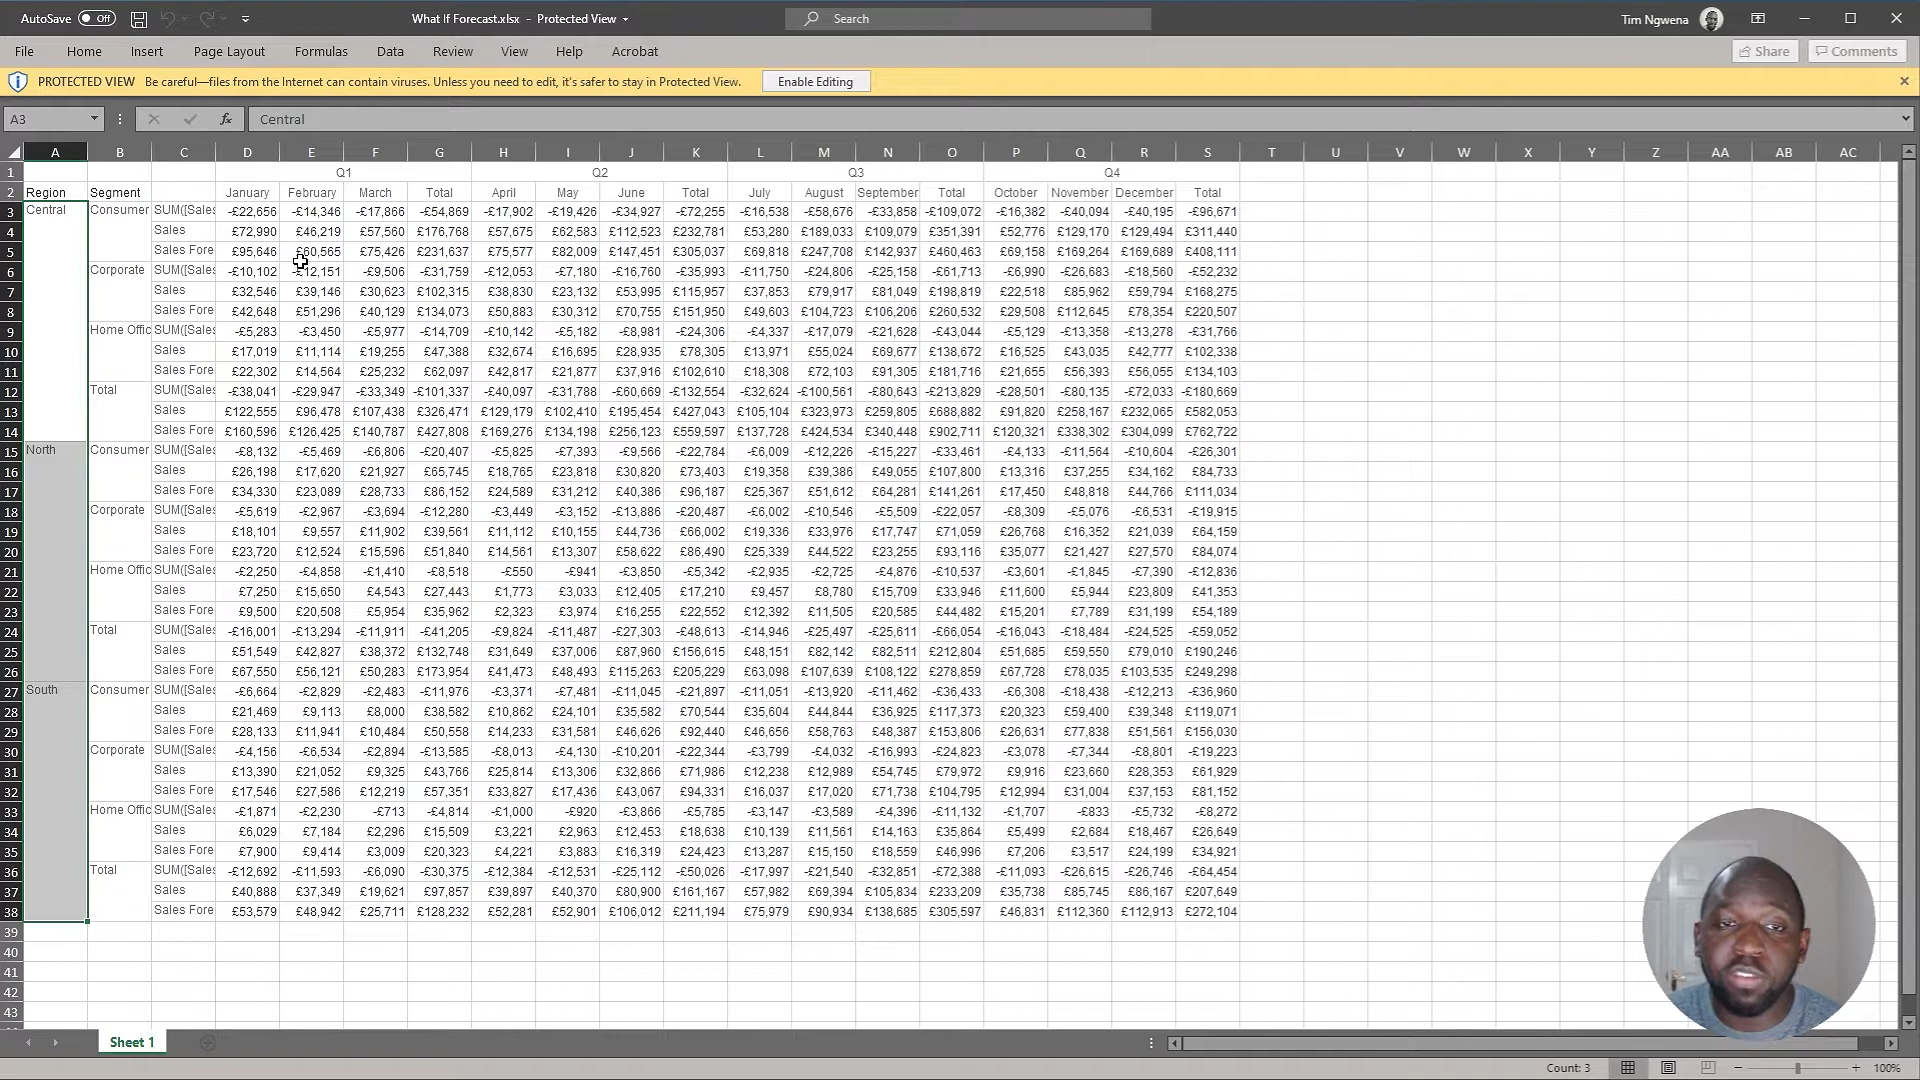 AutoSave Off What If Forecast.xlsx - Protected View Search Tim Ngwena
File Home Insert Page Layout Formulas Data Review View Help Acrobat Share Comments
PROTECTED VIEW Be careful—files from the Internet can contain viruses. Unless you need to edit, it's safer to stay in Protected View. Enable Editing
A3 fx Central
A B C D E F G H I J K L M N O P Q R S T U V W X Y Z AA AB AC
1 Q1 Q2 Q3 Q4
2 Region Segment January February March Total April May June Total July August September Total October November December Total
3 Central Consumer SUM([Sales -£22,656 -£14,346 -£17,866 -£54,869 -£17,902 -£19,426 -£34,927 -£72,255 -£16,538 -£58,676 -£33,858 -£109,072 -£16,382 -£40,094 -£40,195 -£96,671
4 Sales £72,990 £46,219 £57,560 £176,768 £57,675 £62,583 £112,523 £232,781 £53,280 £189,033 £109,079 £351,391 £52,776 £129,170 £129,494 £311,440
5 Sales Fore £95,646 £60,565 £75,426 £231,637 £75,577 £82,009 £147,451 £305,037 £69,818 £247,708 £142,937 £460,463 £69,158 £169,264 £169,689 £408,111
6 Corporate SUM([Sales -£10,102 -£12,151 -£9,506 -£31,759 -£12,053 -£7,180 -£16,760 -£35,993 -£11,750 -£24,806 -£25,158 -£61,713 -£6,990 -£26,683 -£18,560 -£52,232
7 Sales £32,546 £39,146 £30,623 £102,315 £38,830 £23,132 £53,995 £115,957 £37,853 £79,917 £81,049 £198,819 £22,518 £85,962 £59,794 £168,275
8 Sales Fore £42,648 £51,296 £40,129 £134,073 £50,883 £30,312 £70,755 £151,950 £49,603 £104,723 £106,206 £260,532 £29,508 £112,645 £78,354 £220,507
9 Home Offic SUM([Sales -£5,283 -£3,450 -£5,977 -£14,709 -£10,142 -£5,182 -£8,981 -£24,306 -£4,337 -£17,079 -£21,628 -£43,044 -£5,129 -£13,358 -£13,278 -£31,766
10 Sales £17,019 £11,114 £19,255 £47,388 £32,674 £16,695 £28,935 £78,305 £13,971 £55,024 £69,677 £138,672 £16,525 £43,035 £42,777 £102,338
11 Sales Fore £22,302 £14,564 £25,232 £62,097 £42,817 £21,877 £37,916 £102,610 £18,308 £72,103 £91,305 £181,716 £21,655 £56,393 £56,055 £134,103
12 Total SUM([Sales -£38,041 -£29,947 -£33,349 -£101,337 -£40,097 -£31,788 -£60,669 -£132,554 -£32,624 -£100,561 -£80,643 -£213,829 -£28,501 -£80,135 -£72,033 -£180,669
13 Sales £122,555 £96,478 £107,438 £326,471 £129,179 £102,410 £195,454 £427,043 £105,104 £323,973 £259,805 £688,882 £91,820 £258,167 £232,065 £582,053
14 Sales Fore £160,596 £126,425 £140,787 £427,808 £169,276 £134,198 £256,123 £559,597 £137,728 £424,534 £340,448 £902,711 £120,321 £338,302 £304,099 £762,722
15 North Consumer SUM([Sales -£8,132 -£5,469 -£6,806 -£20,407 -£5,825 -£7,393 -£9,566 -£22,784 -£6,009 -£12,226 -£15,227 -£33,461 -£4,133 -£11,564 -£10,604 -£26,301
16 Sales £26,198 £17,620 £21,927 £65,745 £18,765 £23,818 £30,820 £73,403 £19,358 £39,386 £49,055 £107,800 £13,316 £37,255 £34,162 £84,733
17 Sales Fore £34,330 £23,089 £28,733 £86,152 £24,589 £31,212 £40,386 £96,187 £25,367 £51,612 £64,281 £141,261 £17,450 £48,818 £44,766 £111,034
18 Corporate SUM([Sales -£5,619 -£2,967 -£3,694 -£12,280 -£3,449 -£3,152 -£13,886 -£20,487 -£6,002 -£10,546 -£5,509 -£22,057 -£8,309 -£5,076 -£6,531 -£19,915
19 Sales £18,101 £9,557 £11,902 £39,561 £11,112 £10,155 £44,736 £66,002 £19,336 £33,976 £17,747 £71,059 £26,768 £16,352 £21,039 £64,159
20 Sales Fore £23,720 £12,524 £15,596 £51,840 £14,561 £13,307 £58,622 £86,490 £25,339 £44,522 £23,255 £93,116 £35,077 £21,427 £27,570 £84,074
21 Home Offic SUM([Sales -£2,250 -£4,858 -£1,410 -£8,518 -£550 -£941 -£3,850 -£5,342 -£2,935 -£2,725 -£4,876 -£10,537 -£3,601 -£1,845 -£7,390 -£12,836
22 Sales £7,250 £15,650 £4,543 £27,443 £1,773 £3,033 £12,405 £17,210 £9,457 £8,780 £15,709 £33,946 £11,600 £5,944 £23,809 £41,353
23 Sales Fore £9,500 £20,508 £5,954 £35,962 £2,323 £3,974 £16,255 £22,552 £12,392 £11,505 £20,585 £44,482 £15,201 £7,789 £31,199 £54,189
24 Total SUM([Sales -£16,001 -£13,294 -£11,911 -£41,205 -£9,824 -£11,487 -£27,303 -£48,613 -£14,946 -£25,497 -£25,611 -£66,054 -£16,043 -£18,484 -£24,525 -£59,052
25 Sales £51,549 £42,827 £38,372 £132,748 £31,649 £37,006 £87,960 £156,615 £48,151 £82,142 £82,511 £212,804 £51,685 £59,550 £79,010 £190,246
26 Sales Fore £67,550 £56,121 £50,283 £173,954 £41,473 £48,493 £115,263 £205,229 £63,098 £107,639 £108,122 £278,859 £67,728 £78,035 £103,535 £249,298
27 South Consumer SUM([Sales -£6,664 -£2,829 -£2,483 -£11,976 -£3,371 -£7,481 -£11,045 -£21,897 -£11,051 -£13,920 -£11,462 -£36,433 -£6,308 -£18,438 -£12,213 -£36,960
28 Sales £21,469 £9,113 £8,000 £38,582 £10,862 £24,101 £35,582 £70,544 £35,604 £44,844 £36,925 £117,373 £20,323 £59,400 £39,348 £119,071
29 Sales Fore £28,133 £11,941 £10,484 £50,558 £14,233 £31,581 £46,626 £92,440 £46,656 £58,763 £48,387 £153,806 £26,631 £77,838 £51,561 £156,030
30 Corporate SUM([Sales -£4,156 -£6,534 -£2,894 -£13,585 -£8,013 -£4,130 -£10,201 -£22,344 -£3,799 -£4,032 -£16,993 -£24,823 -£3,078 -£7,344 -£8,801 -£19,223
31 Sales £13,390 £21,052 £9,325 £43,766 £25,814 £13,306 £32,866 £71,986 £12,238 £12,989 £54,745 £79,972 £9,916 £23,660 £28,353 £61,929
32 Sales Fore £17,546 £27,586 £12,219 £57,351 £33,827 £17,436 £43,067 £94,331 £16,037 £17,020 £71,738 £104,795 £12,994 £31,004 £37,153 £81,152
33 Home Offic SUM([Sales -£1,871 -£2,230 -£713 -£4,814 -£1,000 -£920 -£3,866 -£5,785 -£3,147 -£3,589 -£4,396 -£11,132 -£1,707 -£833 -£5,732 -£8,272
34 Sales £6,029 £7,184 £2,296 £15,509 £3,221 £2,963 £12,453 £18,638 £10,139 £11,561 £14,163 £35,864 £5,499 £2,684 £18,467 £26,649
35 Sales Fore £7,900 £9,414 £3,009 £20,323 £4,221 £3,883 £16,319 £24,423 £13,287 £15,150 £18,559 £46,996 £7,206 £3,517 £24,199 £34,921
36 Total SUM([Sales -£12,692 -£11,593 -£6,090 -£30,375 -£12,384 -£12,531 -£25,112 -£50,026 -£17,997 -£21,540 -£32,851 -£72,388 -£11,093 -£26,615 -£26,746 -£64,454
37 Sales £40,888 £37,349 £19,621 £97,857 £39,897 £40,370 £80,900 £161,167 £57,982 £69,394 £105,834 £233,209 £35,738 £85,745 £86,167 £207,649
38 Sales Fore £53,579 £48,942 £25,711 £128,232 £52,281 £52,901 £106,012 £211,194 £75,979 £90,934 £138,685 £305,597 £46,831 £112,360 £112,913 £272,104
39
40
41
42
43
Sheet 1
Count: 3 100%